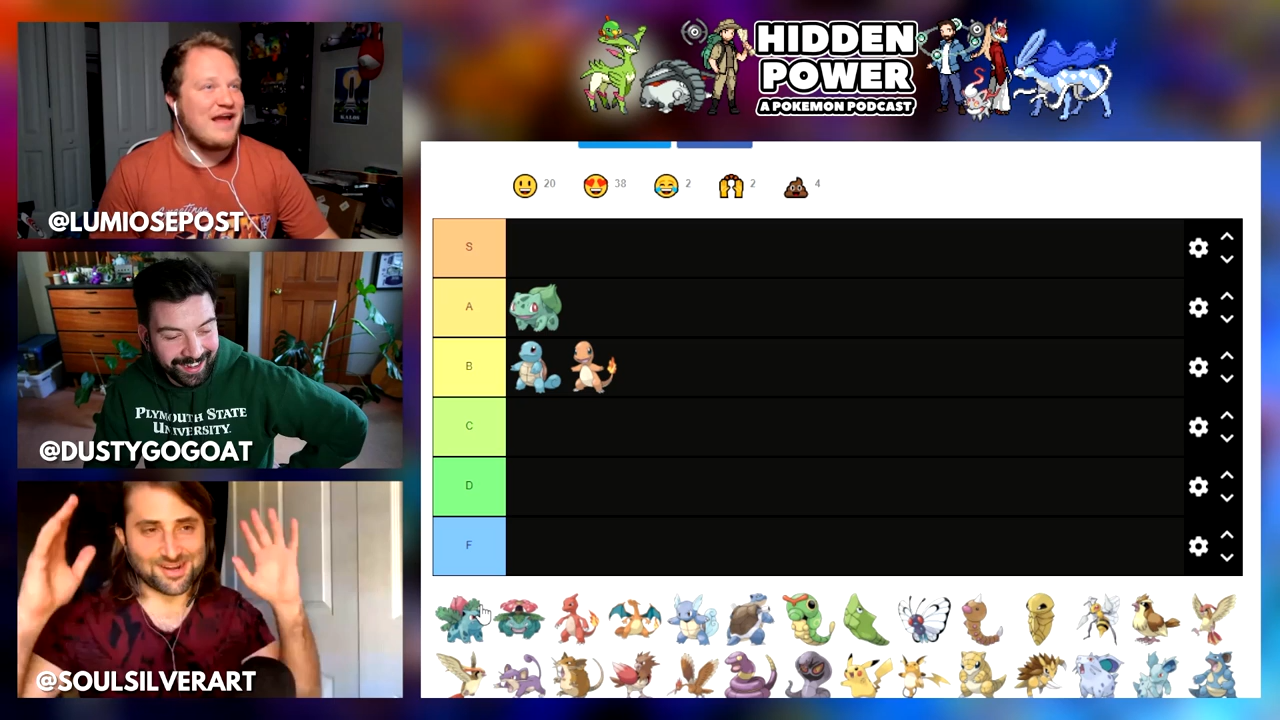 HIDDEN
POWER
A POKEMON PODCAST
20
38
2
2
4
S
A
B
C
D
F
@LUMIOSEPOST
PLYMOUTH STATE
UNIVERSITY.
@DUSTYGOGOAT
@SOULSILVERART